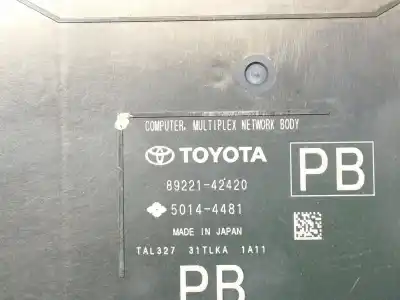 COMPUTER, MULTIPLEX NETWORK BODY
TOYOTA
PB
89221-42420
5014-4481
MADE IN JAPAN
TAL327 31TLKA 1A11
PB